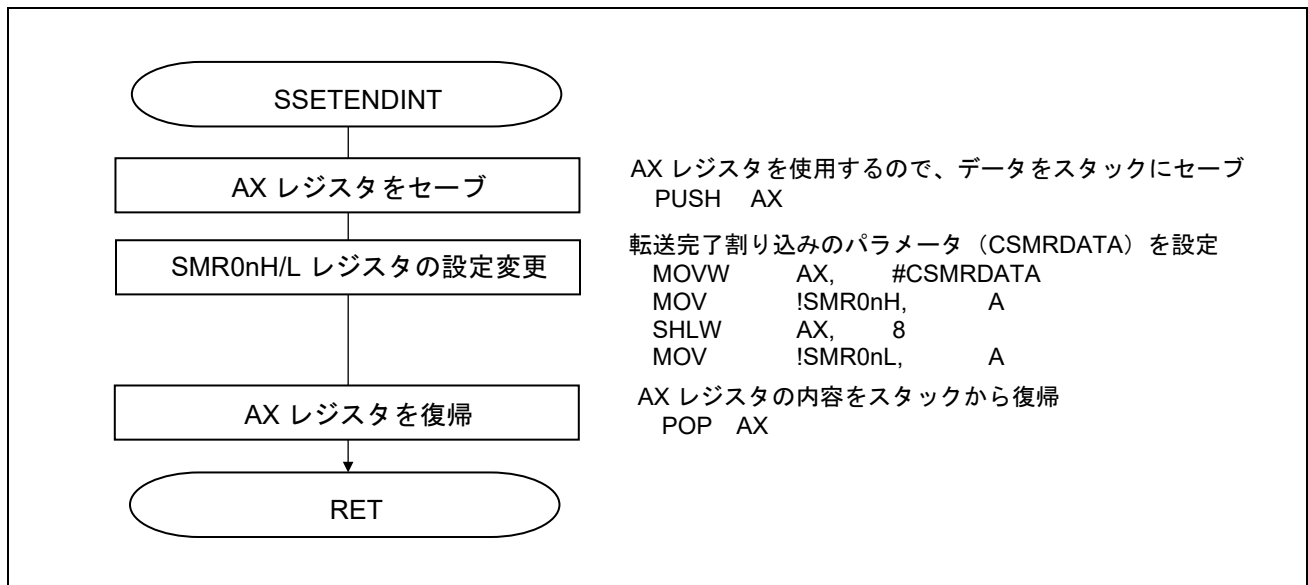 SSETENDINT
AX レジスタをセーブ
AX レジスタを使用するので、データをスタックにセーブ
PUSH AX
SMR0nH/L レジスタの設定変更
転送完了割り込みのパラメータ（CSMRDATA）を設定
MOVW AX, #CSMRDATA
MOV !SMR0nH, A
SHLW AX, 8
MOV !SMR0nL, A
AX レジスタを復帰
AX レジスタの内容をスタックから復帰
POP AX
RET